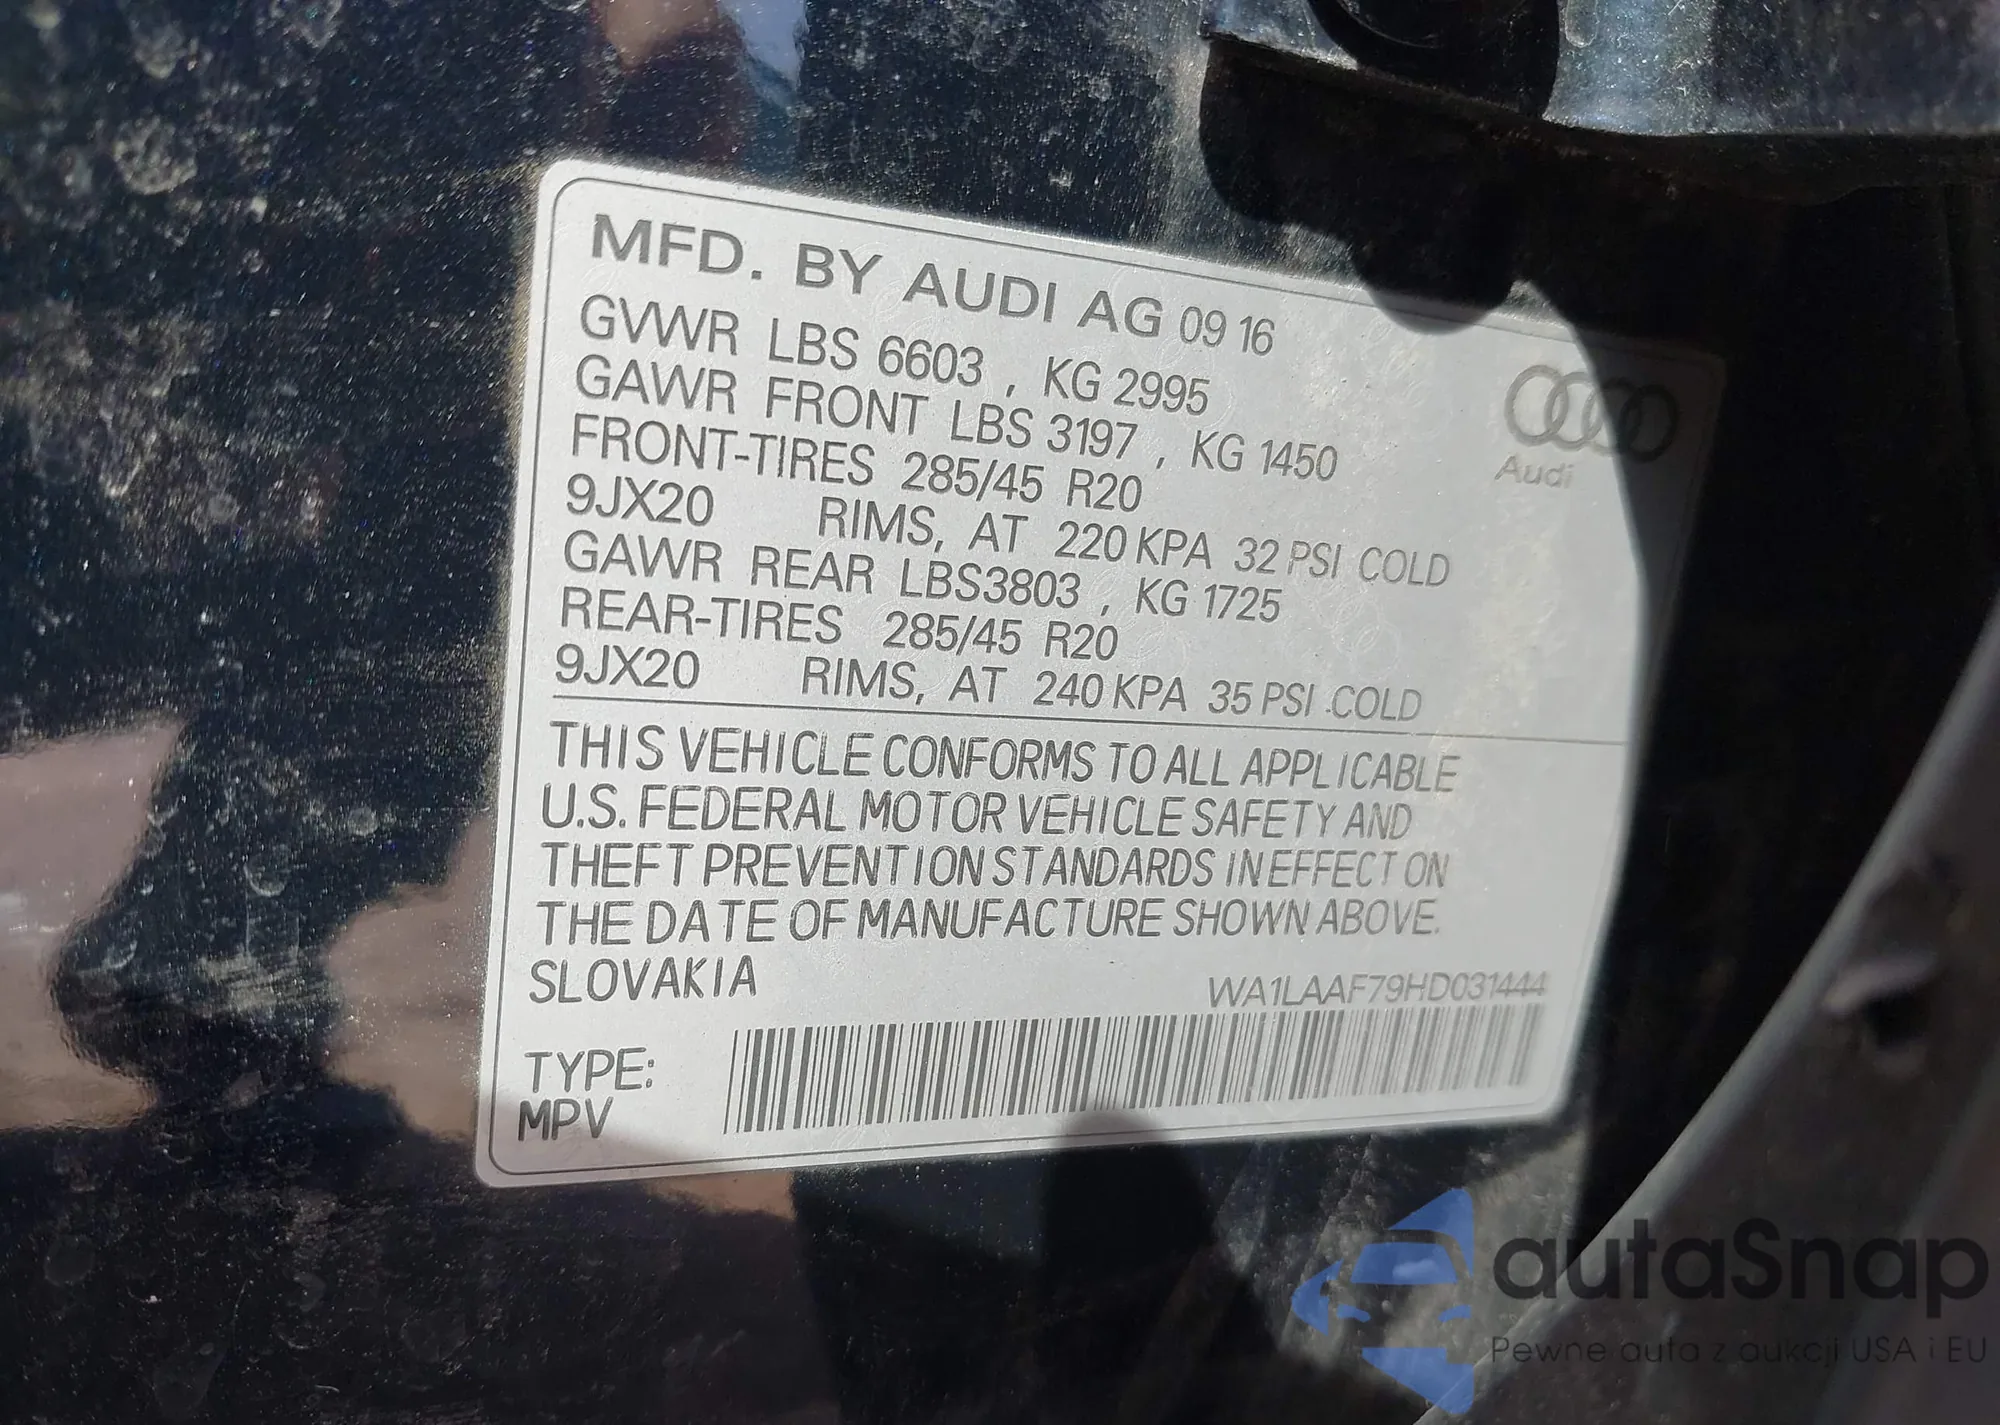 MFD. BY AUDI AG 09 16
GVWR LBS 6603 , KG 2995
GAWR FRONT LBS 3197 , KG 1450
FRONT-TIRES 285/45 R20
9JX20 RIMS, AT 220 KPA 32 PSI COLD
GAWR REAR LBS3803 , KG 1725
REAR-TIRES 285/45 R20
9JX20 RIMS, AT 240 KPA 35 PSI COLD
Audi
THIS VEHICLE CONFORMS TO ALL APPLICABLE
U.S. FEDERAL MOTOR VEHICLE SAFETY AND
THEFT PREVENTION STANDARDS IN EFFECT ON
THE DATE OF MANUFACTURE SHOWN ABOVE.
SLOVAKIA WA1LAAF79HD031444
TYPE:
MPV
autaSnap
Pewne auta z aukcji USA i EU